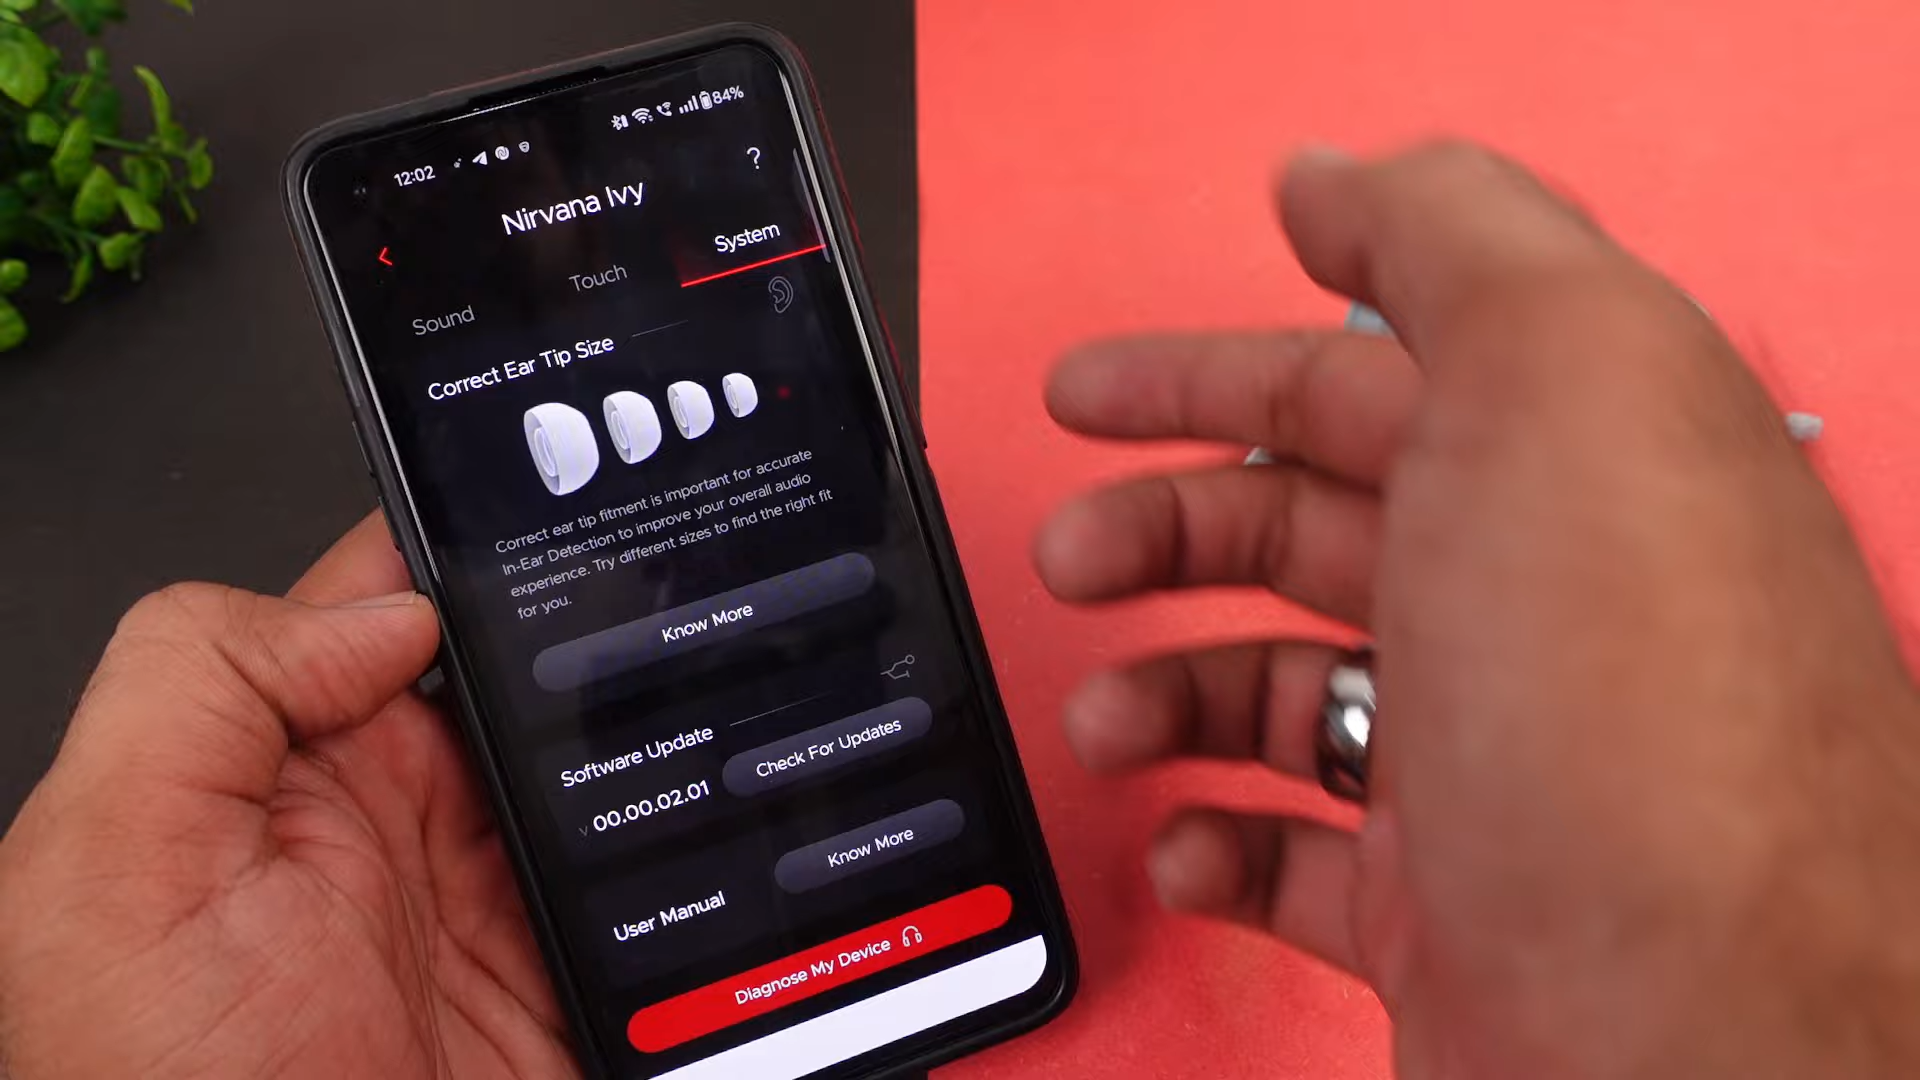 12:02
84%
?
Nirvana Ivy
Sound
Touch
System
Correct Ear Tip Size
Correct ear tip fitment is important for accurate
In-Ear Detection to improve your overall audio
experience. Try different sizes to find the right fit
for you.
Know More
Software Update
v 00.00.02.01
Check For Updates
User Manual
Know More
Diagnose My Device